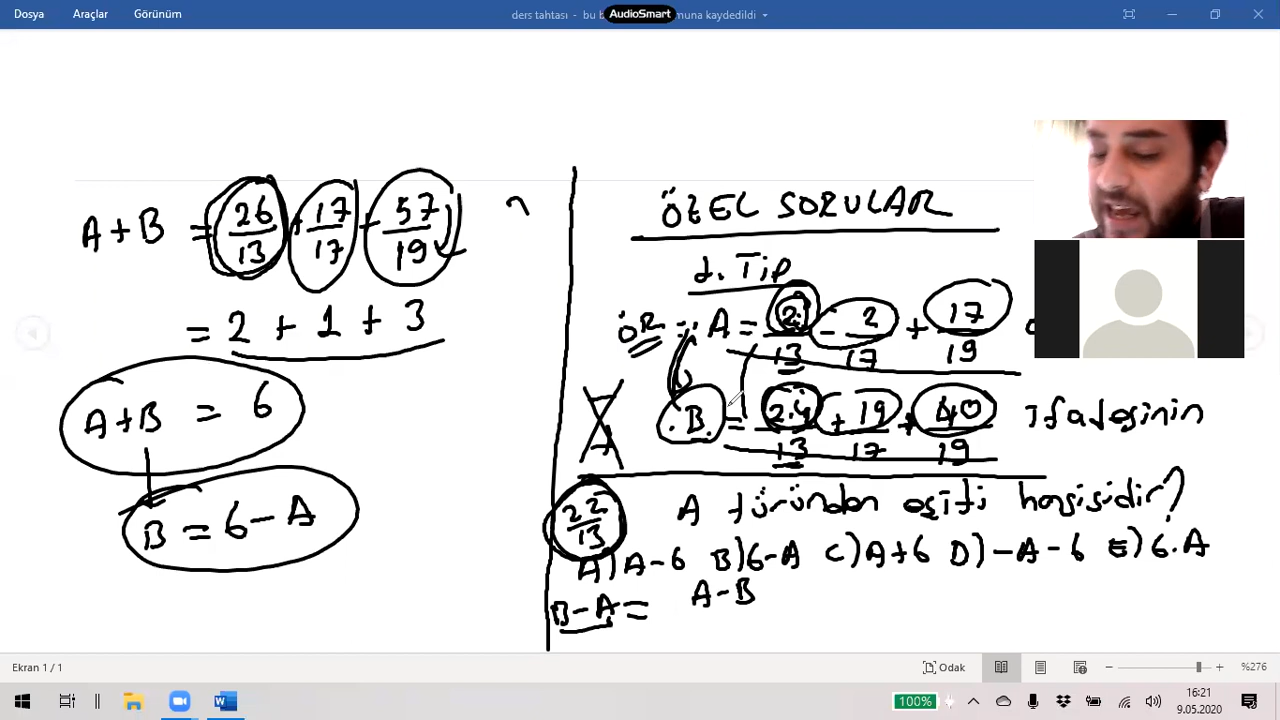 Dosya Araçlar Görünüm
ders tahtası - bu b muna kaydedildi
AudioSmart
A+B = 26/13 + 17/17 + 57/19
= 2 + 1 + 3
A+B = 6
B = 6-A
ÖZEL SORULAR
1. Tip
ÖR :
A = 2/13 - 2/17 + 17/19
B = 24/13 + 19/17 + 40/19 ifadesinin
22/13
A türünden eşiti hangisidir?
A) A-6 B) 6-A C) A+6 D) -A-6 E) 6.A
B-A = A-B
Ekran 1 / 1
Odak
%276
100%
16:21
9.05.2020